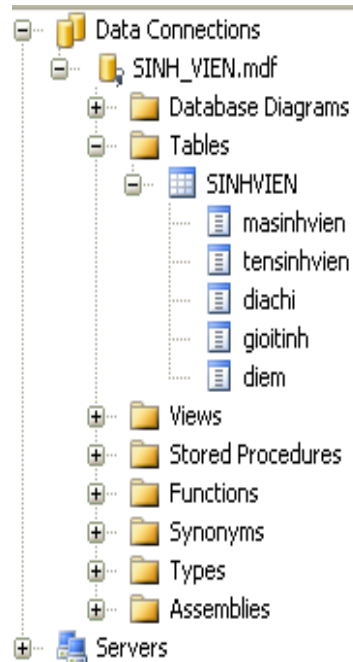 Data Connections
SINH_VIEN.mdf
Database Diagrams
Tables
SINHVIEN
masinhvien
tensinhvien
diachi
gioitinh
diem
Views
Stored Procedures
Functions
Synonyms
Types
Assemblies
Servers